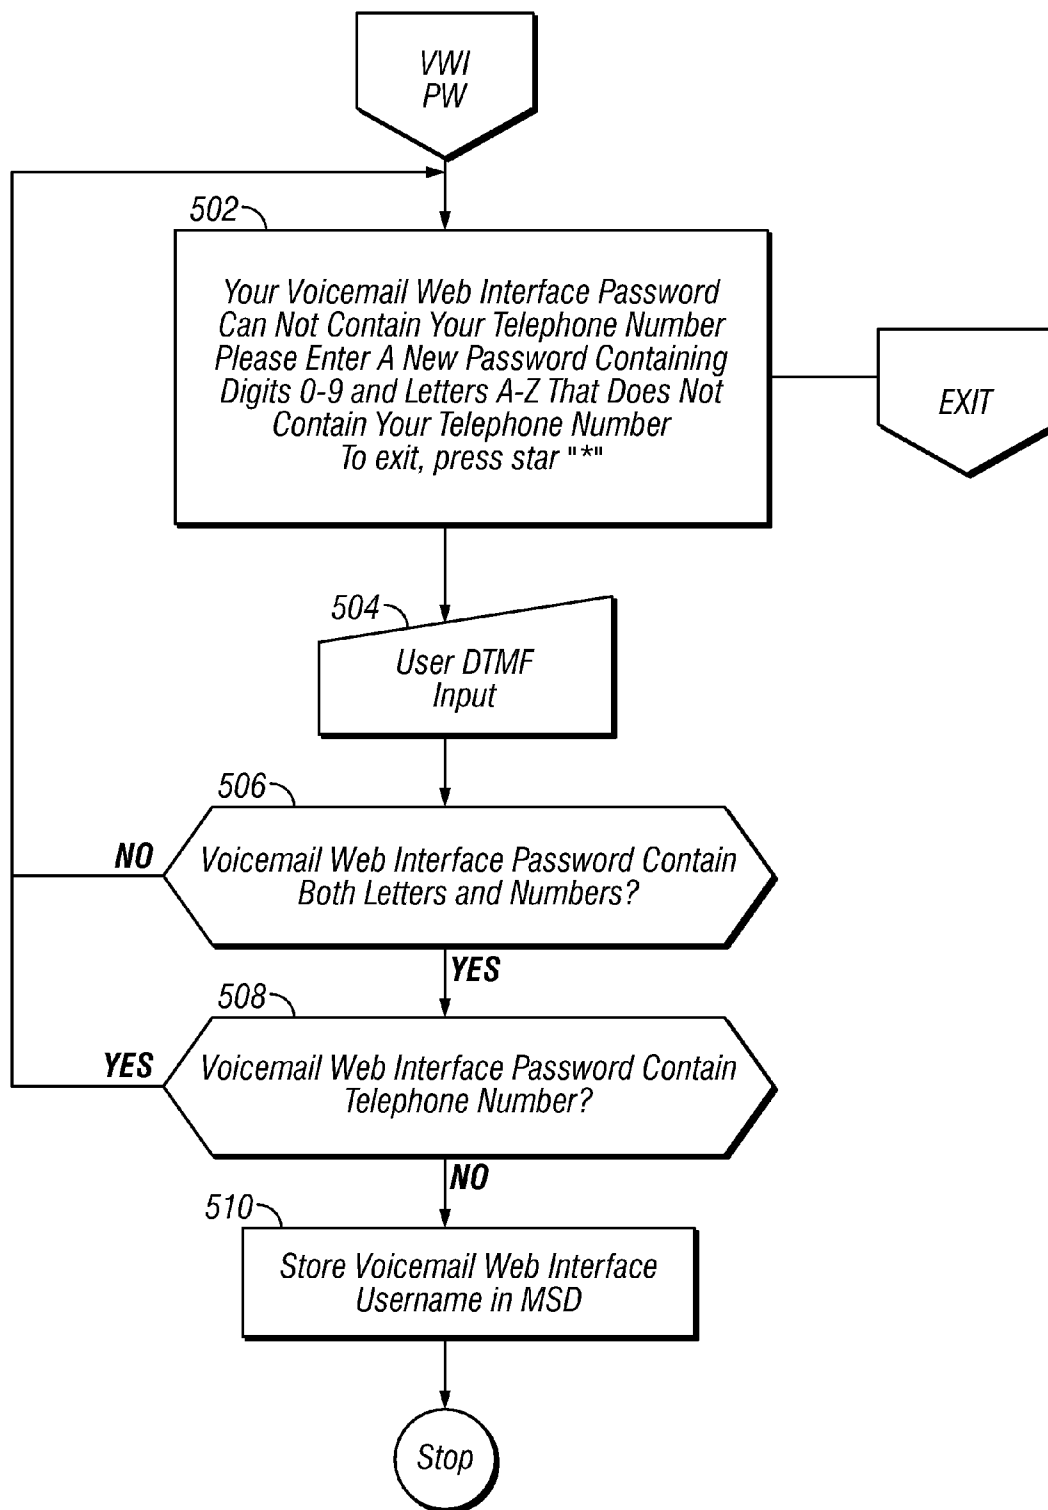 VWI
PW
502
Your Voicemail Web Interface Password
Can Not Contain Your Telephone Number
Please Enter A New Password Containing
Digits 0-9 and Letters A-Z That Does Not
Contain Your Telephone Number
To exit, press star "*"
EXIT
504
User DTMF
Input
506
NO
Voicemail Web Interface Password Contain
Both Letters and Numbers?
YES
508
YES
Voicemail Web Interface Password Contain
Telephone Number?
NO
510
Store Voicemail Web Interface
Username in MSD
Stop